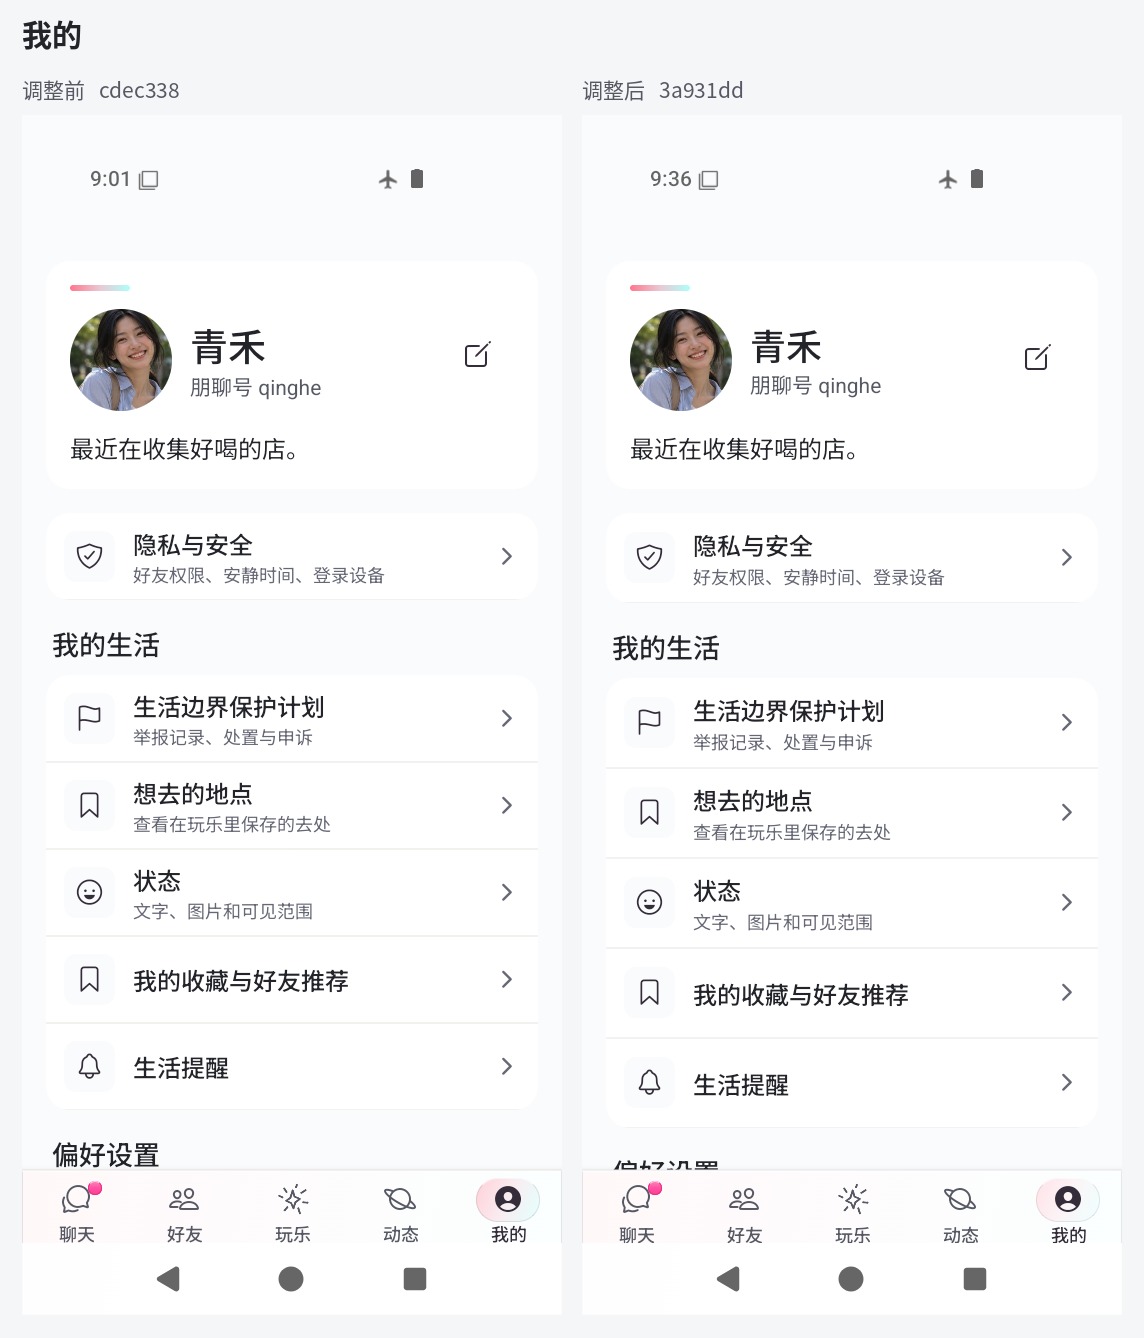 我的
调整前 cdec338
9:01
青禾
朋聊号 qinghe
最近在收集好喝的店。
隐私与安全
好友权限、安静时间、登录设备
我的生活
生活边界保护计划
举报记录、处置与申诉
想去的地点
查看在玩乐里保存的去处
状态
文字、图片和可见范围
我的收藏与好友推荐
生活提醒
偏好设置
聊天 好友 玩乐 动态 我的
调整后 3a931dd
9:36
青禾
朋聊号 qinghe
最近在收集好喝的店。
隐私与安全
好友权限、安静时间、登录设备
我的生活
生活边界保护计划
举报记录、处置与申诉
想去的地点
查看在玩乐里保存的去处
状态
文字、图片和可见范围
我的收藏与好友推荐
生活提醒
偏好设置
聊天 好友 玩乐 动态 我的